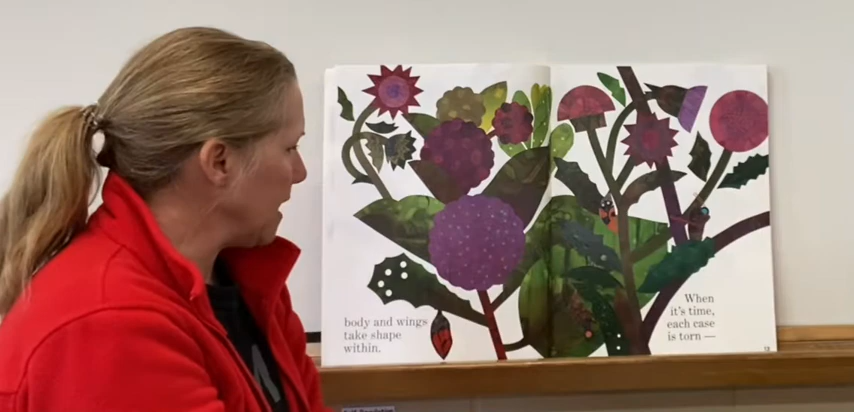 body and wings
take shape
within.
When
it's time,
each case
is torn —